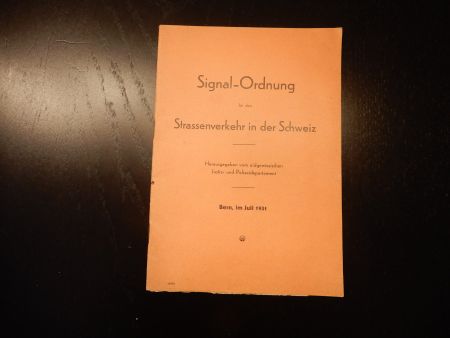 Signal-Ordnung
für den
Strassenverkehr in der Schweiz
Herausgegeben vom eidgenössischen
Justiz- und Polizeidepartement
Bern, im Juli 1931